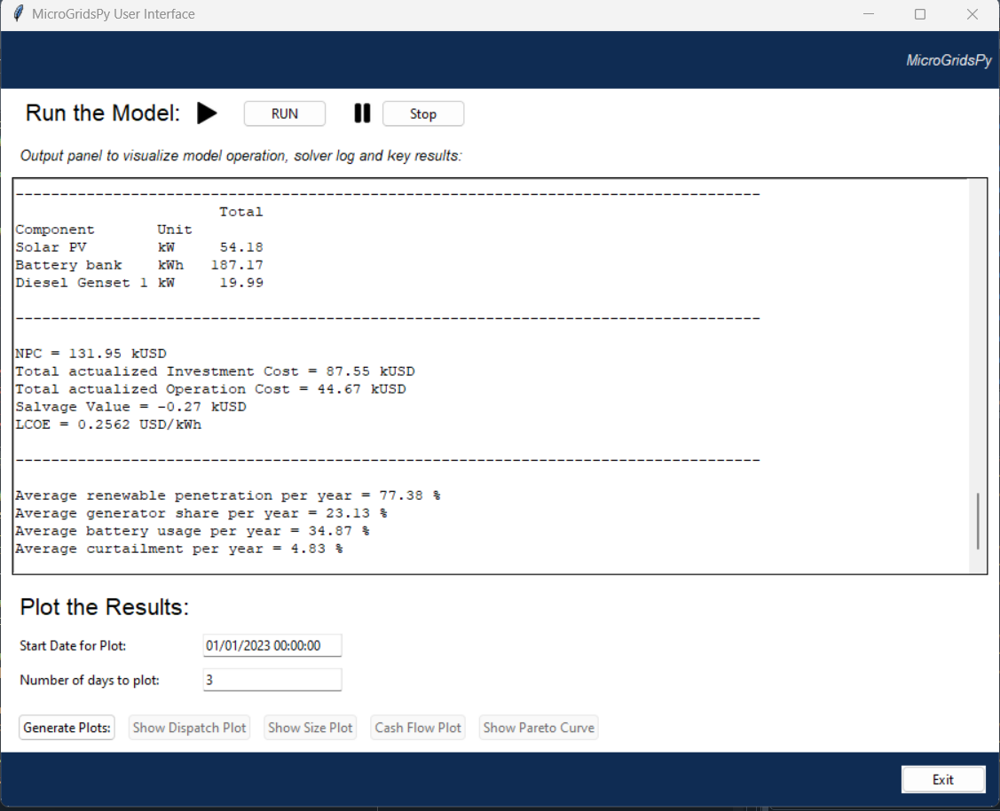 MicroGridsPy User Interface
MicroGridsPy
Run the Model: RUN Stop
Output panel to visualize model operation, solver log and key results:
------------------------------------------------------------------------------------
Total
Component Unit
Solar PV kW 54.18
Battery bank kWh 187.17
Diesel Genset 1 kW 19.99
------------------------------------------------------------------------------------
NPC = 131.95 kUSD
Total actualized Investment Cost = 87.55 kUSD
Total actualized Operation Cost = 44.67 kUSD
Salvage Value = -0.27 kUSD
LCOE = 0.2562 USD/kWh
------------------------------------------------------------------------------------
Average renewable penetration per year = 77.38 %
Average generator share per year = 23.13 %
Average battery usage per year = 34.87 %
Average curtailment per year = 4.83 %
Plot the Results:
Start Date for Plot: 01/01/2023 00:00:00
Number of days to plot: 3
Generate Plots: Show Dispatch Plot Show Size Plot Cash Flow Plot Show Pareto Curve
Exit